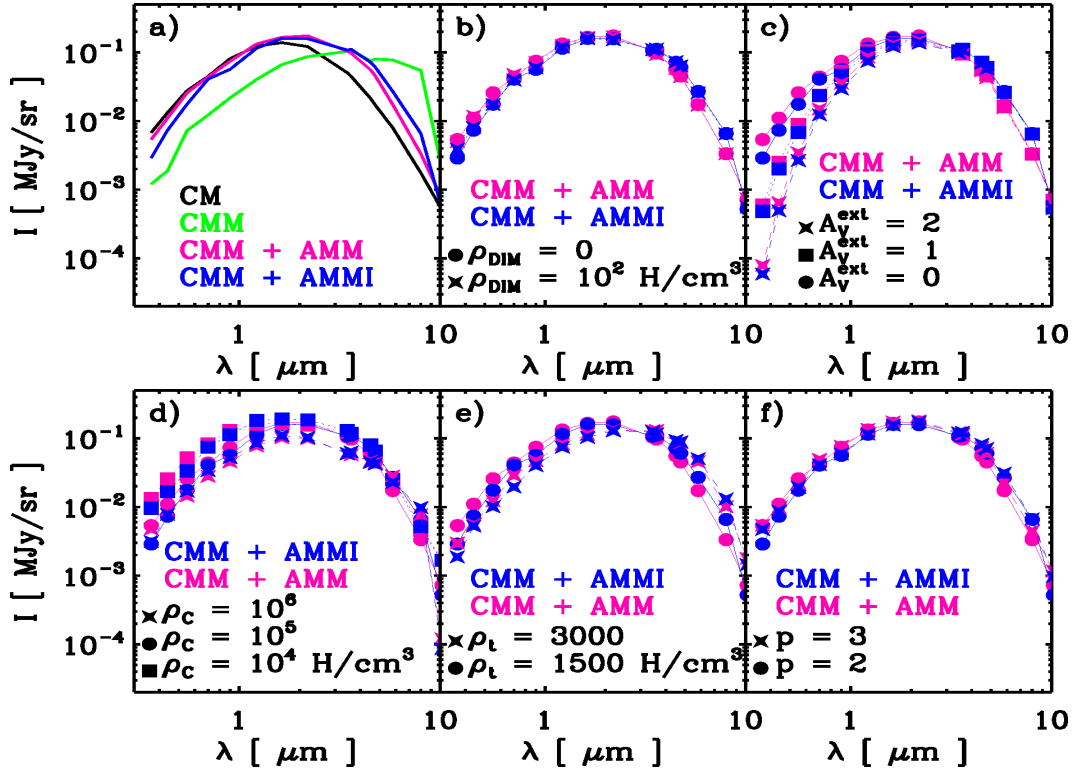 a)
b)
c)
I [ MJy/sr ]
10⁻¹
10⁻²
10⁻³
10⁻⁴
CM
CMM
CMM + AMM
CMM + AMMI
CMM + AMM
CMM + AMMI
ρ_DIM = 0
ρ_DIM = 10² H/cm³
CMM + AMM
CMM + AMMI
A_V^ext = 2
A_V^ext = 1
A_V^ext = 0
1
10
1
10
1
10
λ [ μm ]
λ [ μm ]
λ [ μm ]
d)
e)
f)
I [ MJy/sr ]
10⁻¹
10⁻²
10⁻³
10⁻⁴
CMM + AMMI
CMM + AMM
ρ_C = 10⁶
ρ_C = 10⁵
ρ_C = 10⁴ H/cm³
CMM + AMMI
CMM + AMM
ρ_t = 3000
ρ_t = 1500 H/cm³
CMM + AMMI
CMM + AMM
p = 3
p = 2
1
10
1
10
1
10
λ [ μm ]
λ [ μm ]
λ [ μm ]